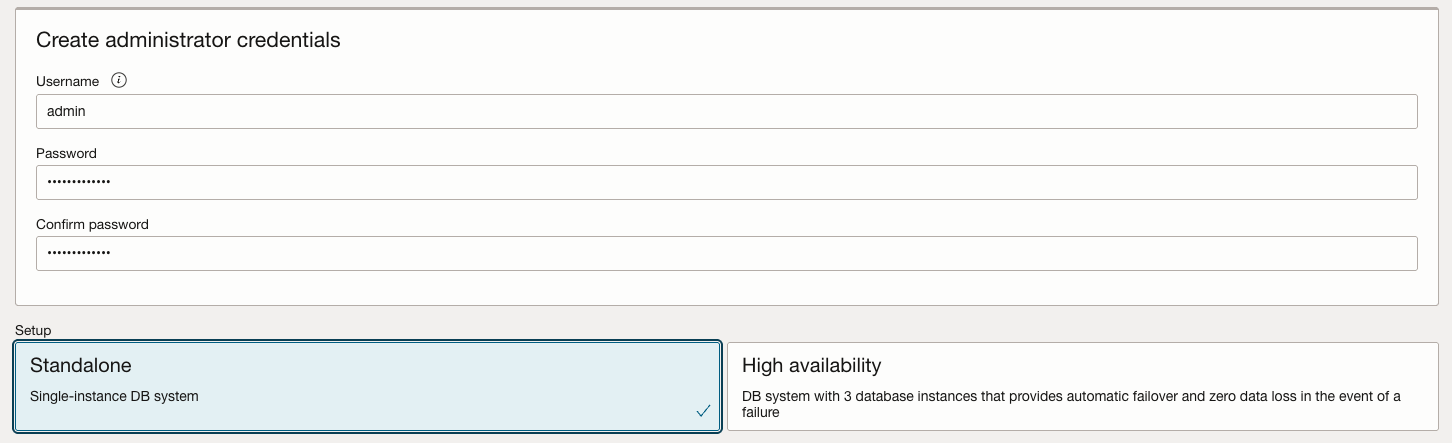 Create administrator credentials
Username
admin
Password
•••••••••••••
Confirm password
•••••••••••••
Setup
Standalone
Single-instance DB system
High availability
DB system with 3 database instances that provides automatic failover and zero data loss in the event of a
failure